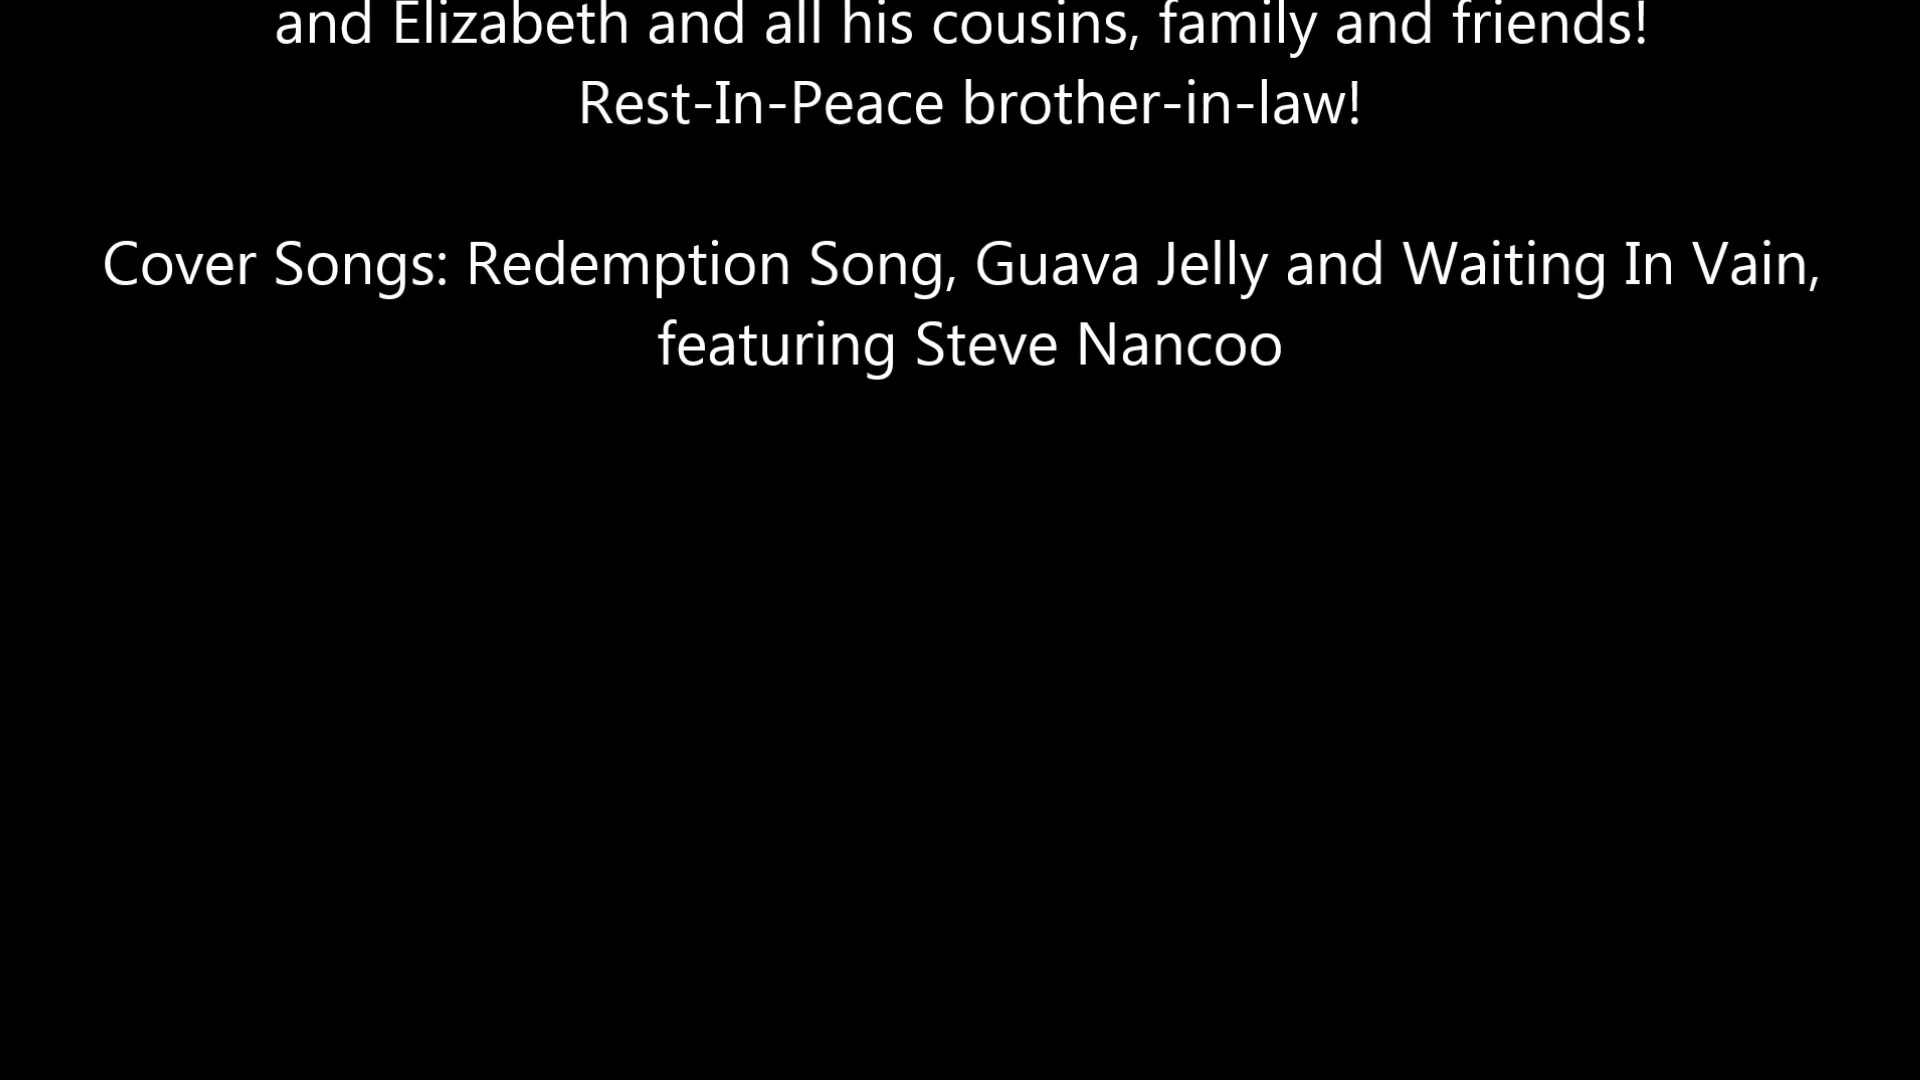 and Elizabeth and all his cousins, family and friends!
Rest-In-Peace brother-in-law!
Cover Songs: Redemption Song, Guava Jelly and Waiting In Vain,
featuring Steve Nancoo